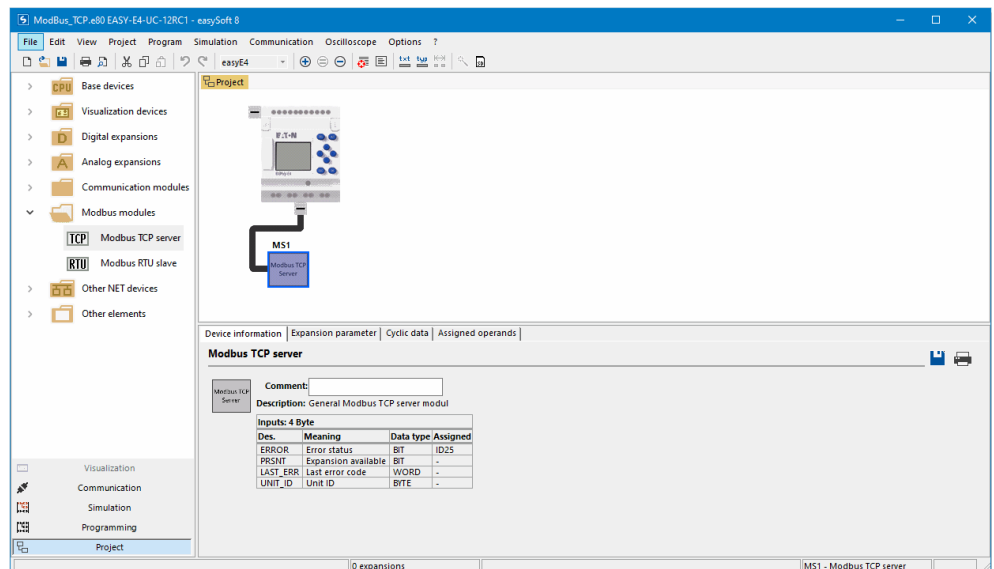 ModBus_TCP.e80 EASY-E4-UC-12RC1 - easySoft 8
File Edit View Project Program Simulation Communication Oscilloscope Options ?
easyE4
Base devices
Visualization devices
Digital expansions
Analog expansions
Communication modules
Modbus modules
TCP Modbus TCP server
RTU Modbus RTU slave
Other NET devices
Other elements
Visualization
Communication
Simulation
Programming
Project
Project
MS1
Modbus TCP
Server
Device information Expansion parameter Cyclic data Assigned operands
Modbus TCP server
Modbus TCP
Server
Comment:
Description: General Modbus TCP server modul
Inputs: 4 Byte
Des. Meaning Data type Assigned
ERROR Error status BIT ID25
PRSNT Expansion available BIT -
LAST_ERR Last error code WORD -
UNIT_ID Unit ID BYTE -
0 expansions
MS1 - Modbus TCP server